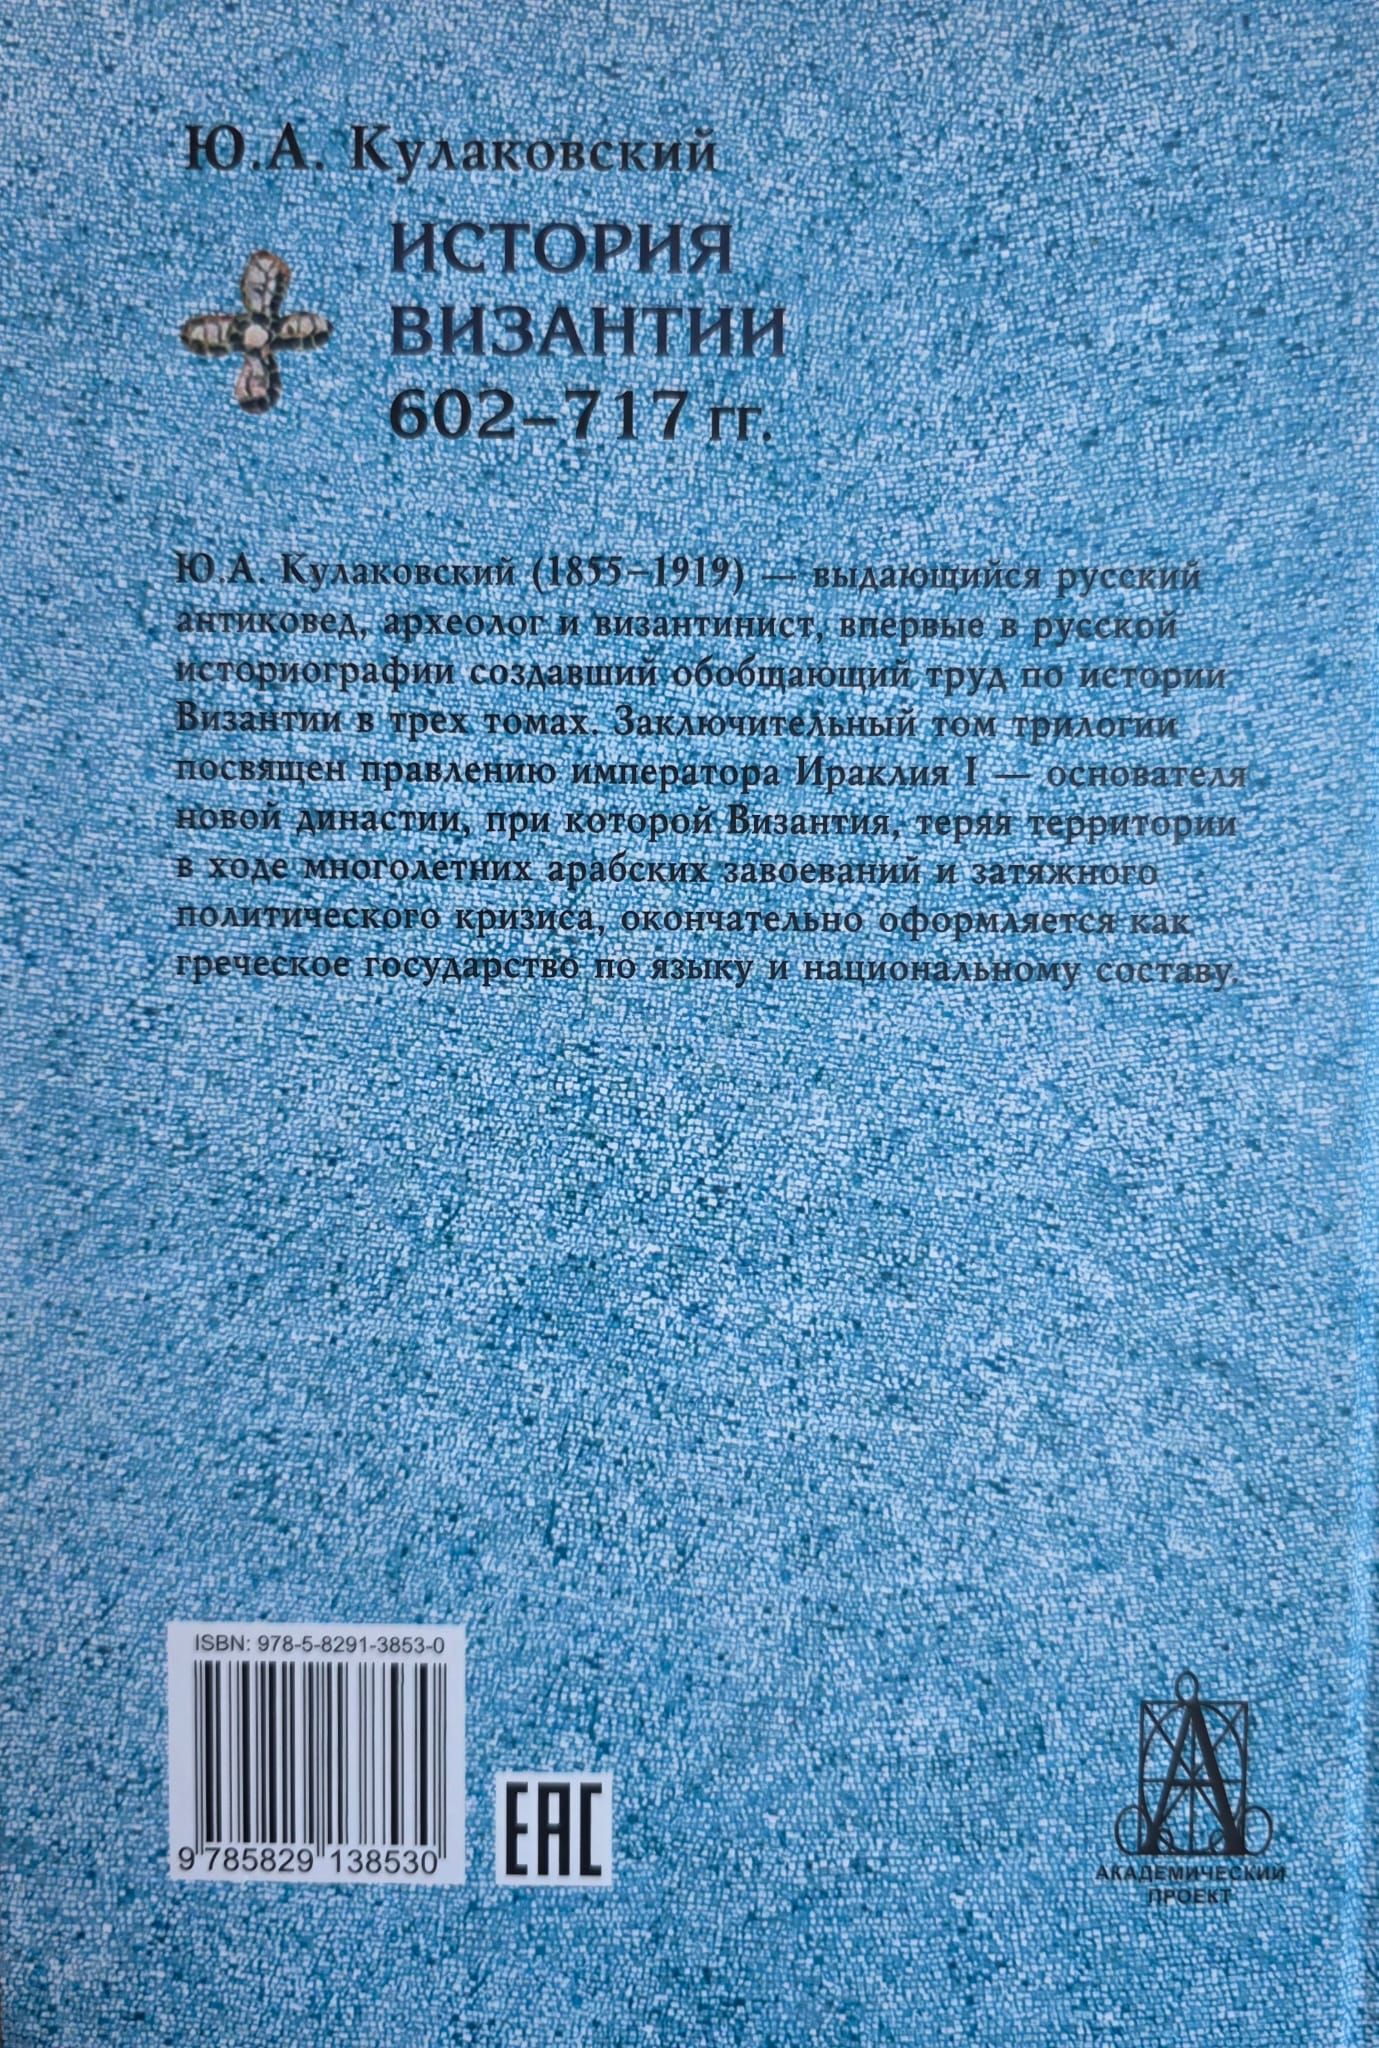 Ю.А. Кулаковский
ИСТОРИЯ
ВИЗАНТИИ
602–717 гг.
Ю.А. Кулаковский (1855–1919) — выдающийся русский
антиковед, археолог и византинист, впервые в русской
историографии создавший обобщающий труд по истории
Византии в трех томах. Заключительный том трилогии
посвящен правлению императора Ираклия I — основателя
новой династии, при которой Византия, теряя территории
в ходе многолетних арабских завоеваний и затяжного
политического кризиса, окончательно оформляется как
греческое государство по языку и национальному составу.
ISBN: 978-5-8291-3853-0
9 785829 138530
EAC
АКАДЕМИЧЕСКИЙ
ПРОЕКТ